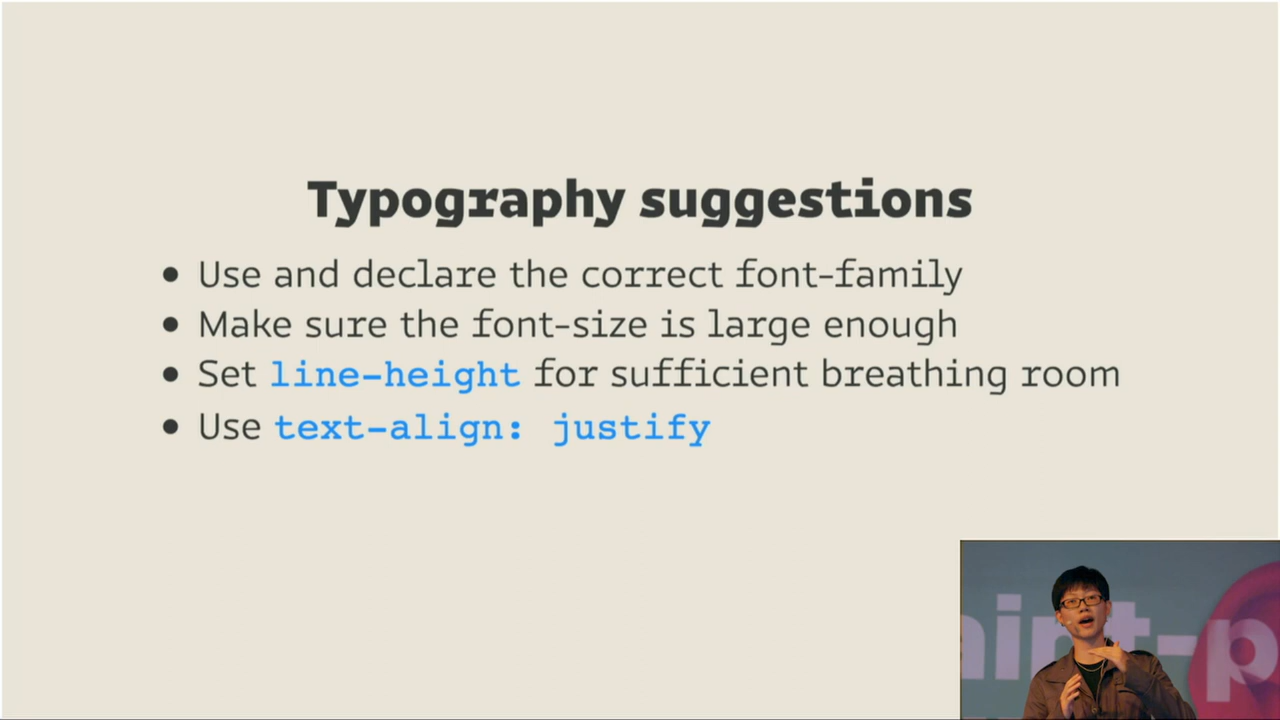 Typography suggestions
• Use and declare the correct font-family
• Make sure the font-size is large enough
• Set line-height for sufficient breathing room
• Use text-align: justify